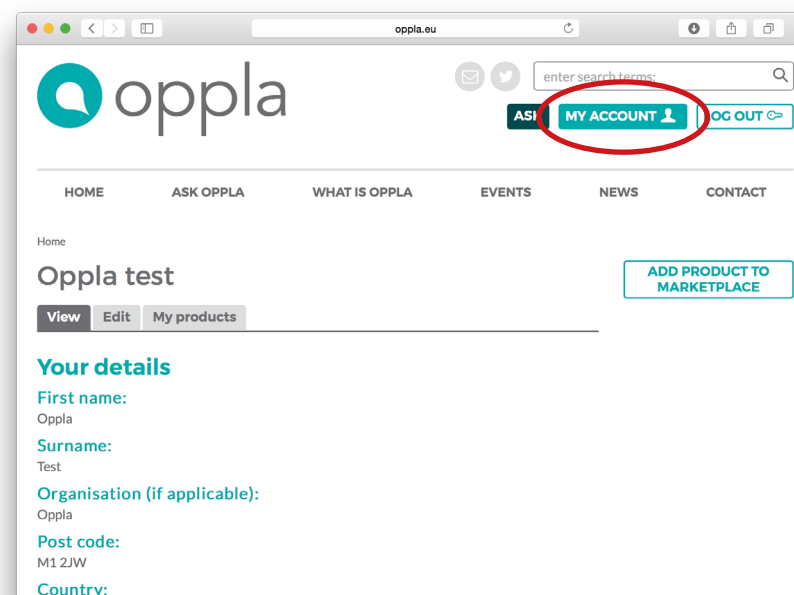 oppla.eu
oppla
enter search terms:
ASK
MY ACCOUNT
LOG OUT
HOME
ASK OPPLA
WHAT IS OPPLA
EVENTS
NEWS
CONTACT
Home
Oppla test
ADD PRODUCT TO
MARKETPLACE
View
Edit
My products
Your details
First name:
Oppla
Surname:
Test
Organisation (if applicable):
Oppla
Post code:
M1 2JW
Country: